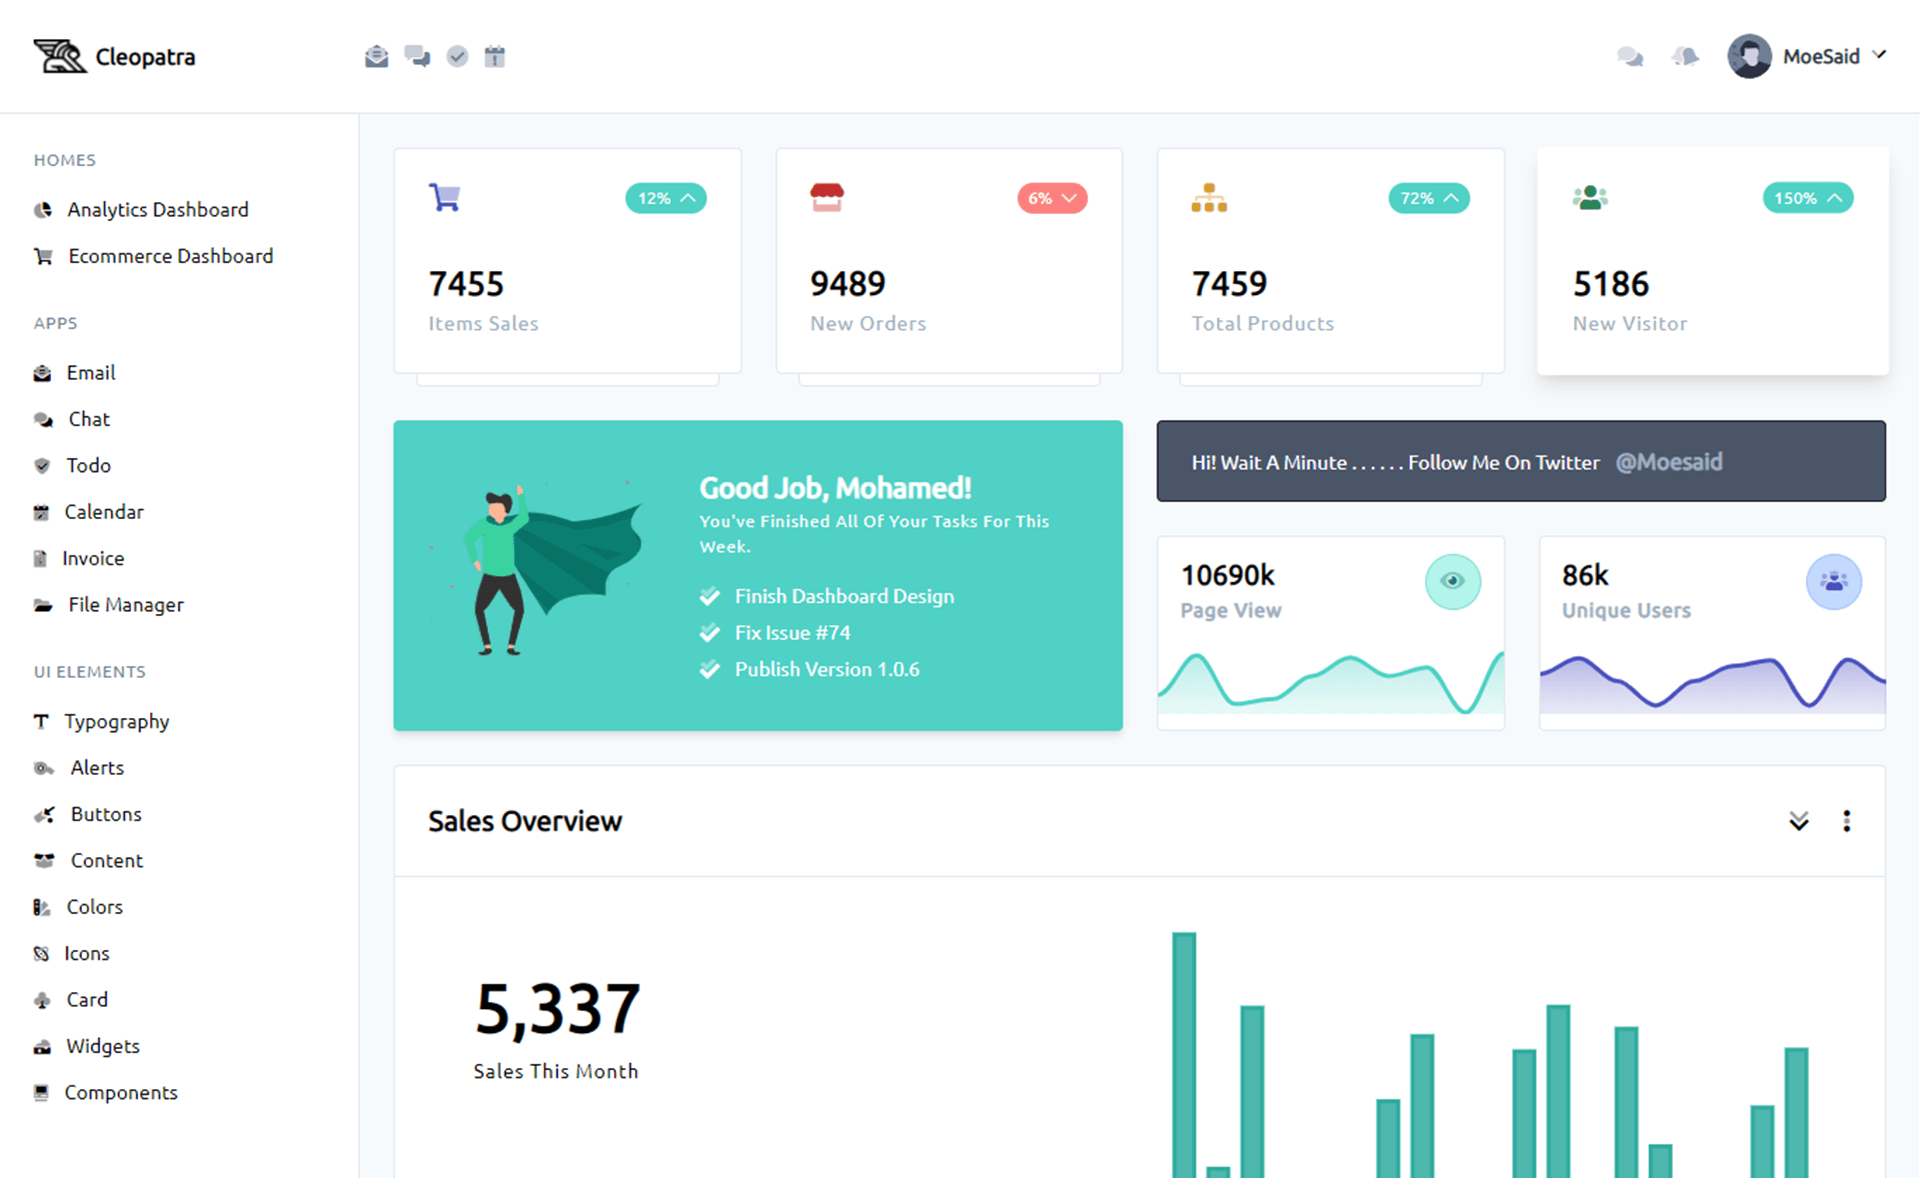 Cleopatra
MoeSaid
HOMES
Analytics Dashboard
Ecommerce Dashboard
APPS
Email
Chat
Todo
Calendar
Invoice
File Manager
UI ELEMENTS
Typography
Alerts
Buttons
Content
Colors
Icons
Card
Widgets
Components
12%
7455
Items Sales
6%
9489
New Orders
72%
7459
Total Products
150%
5186
New Visitor
Good Job, Mohamed!
You've Finished All Of Your Tasks For This
Week.
Finish Dashboard Design
Fix Issue #74
Publish Version 1.0.6
Hi! Wait A Minute . . . . . . Follow Me On Twitter @Moesaid
10690k
Page View
86k
Unique Users
Sales Overview
5,337
Sales This Month